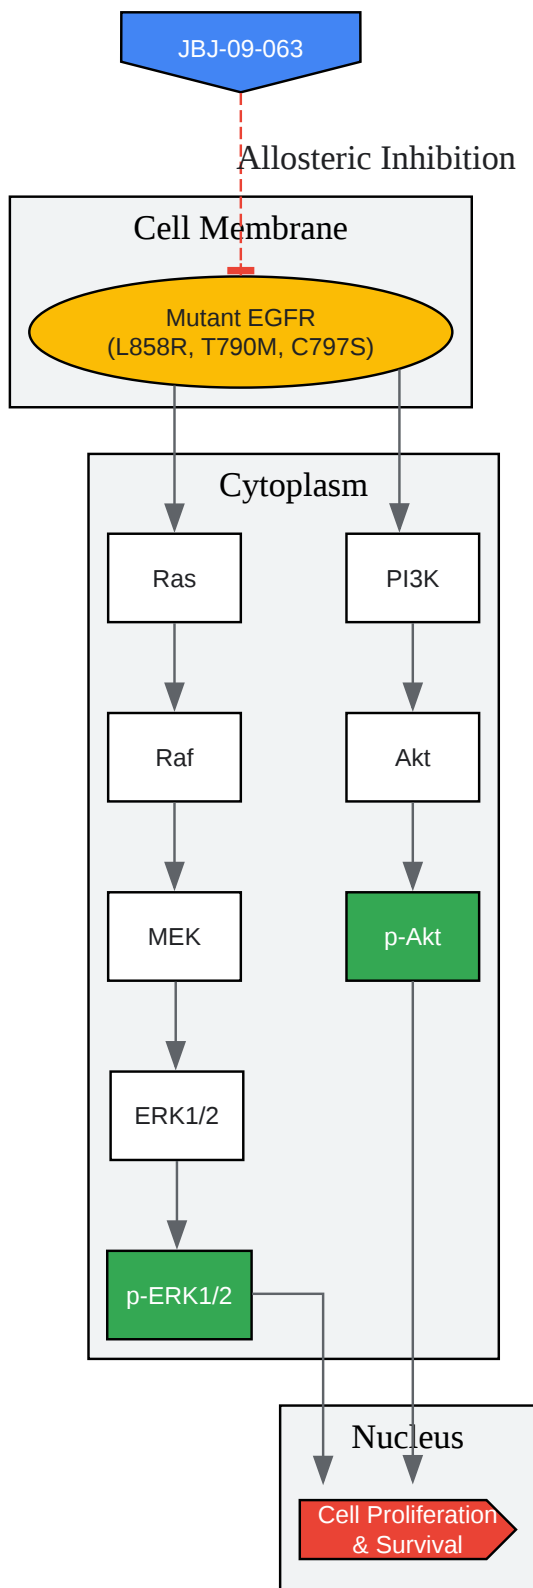 JBJ-09-063
Allosteric Inhibition
Cell Membrane
Mutant EGFR
(L858R, T790M, C797S)
Cytoplasm
Ras
PI3K
Raf
Akt
MEK
p-Akt
ERK1/2
p-ERK1/2
Nucleus
Cell Proliferation
& Survival